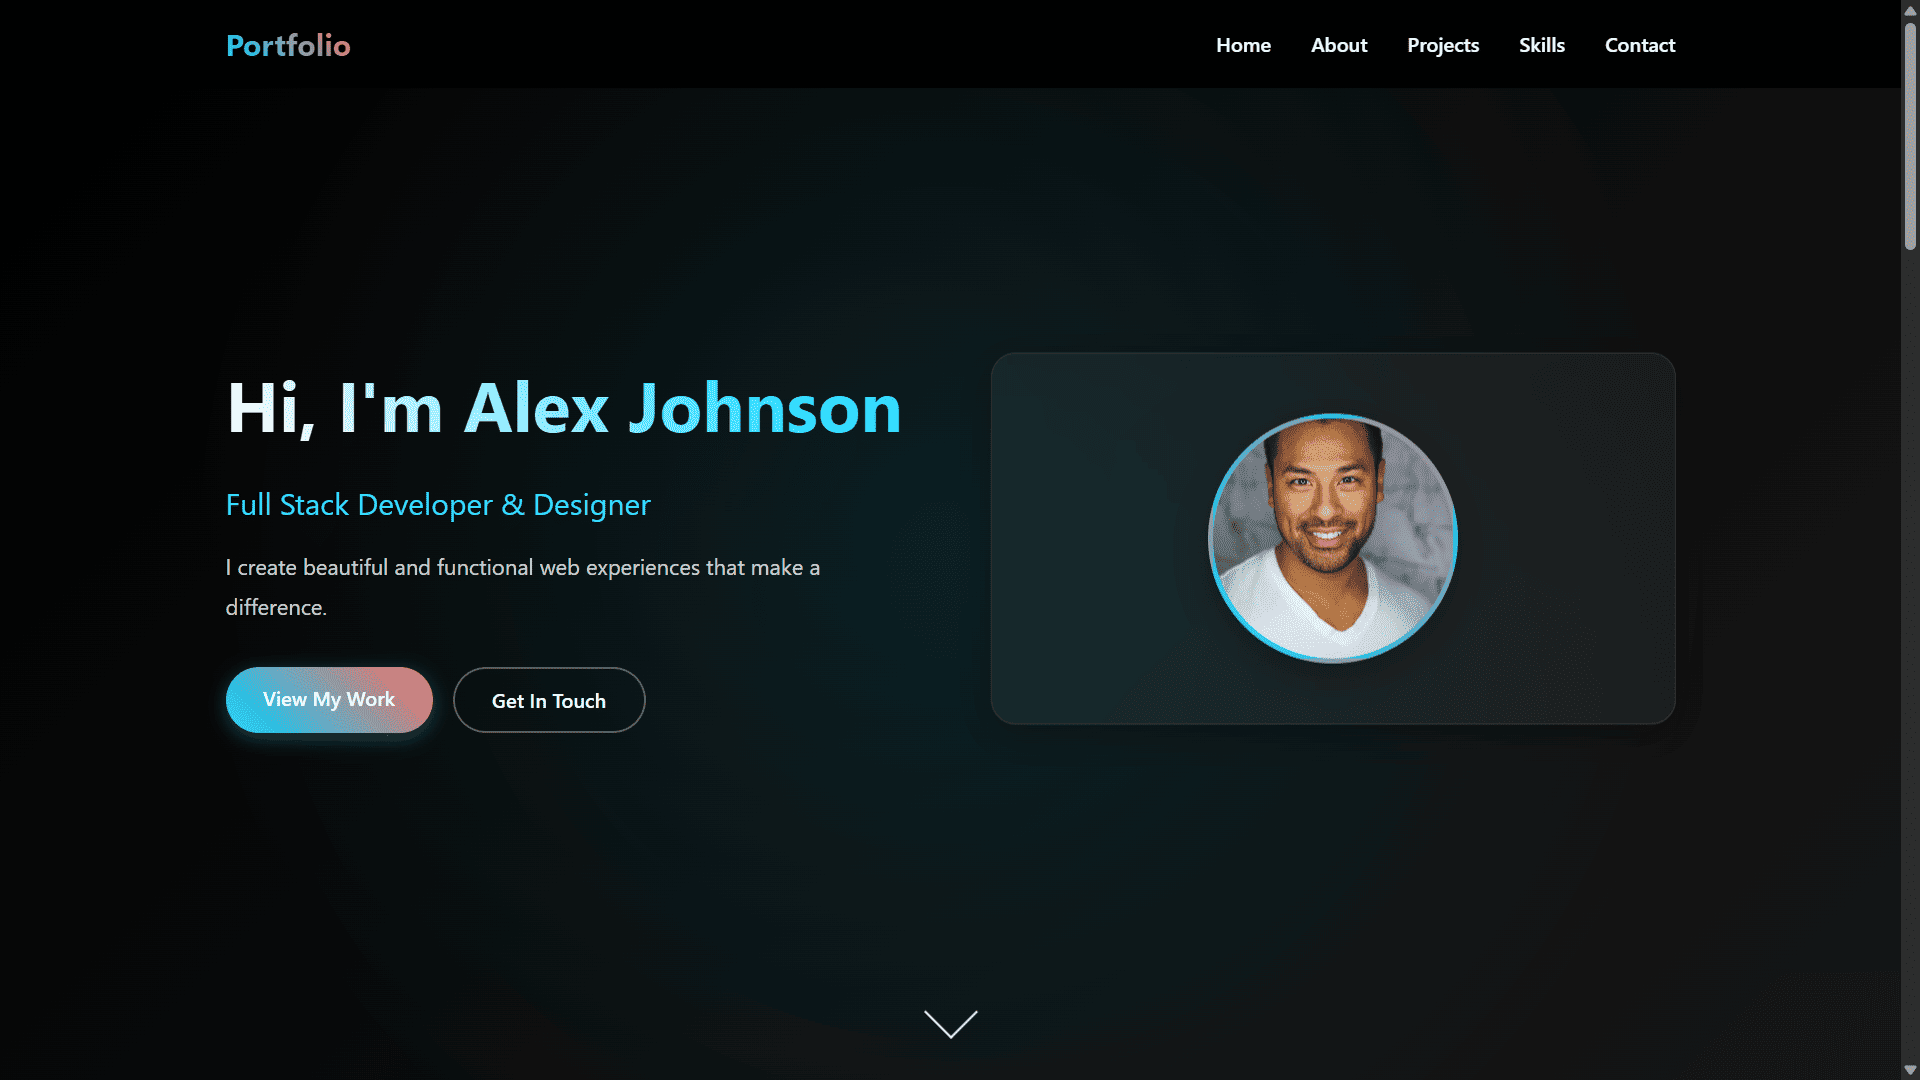 Portfolio
Home About Projects Skills Contact
Hi, I'm Alex Johnson
Full Stack Developer & Designer
I create beautiful and functional web experiences that make a
difference.
View My Work
Get In Touch